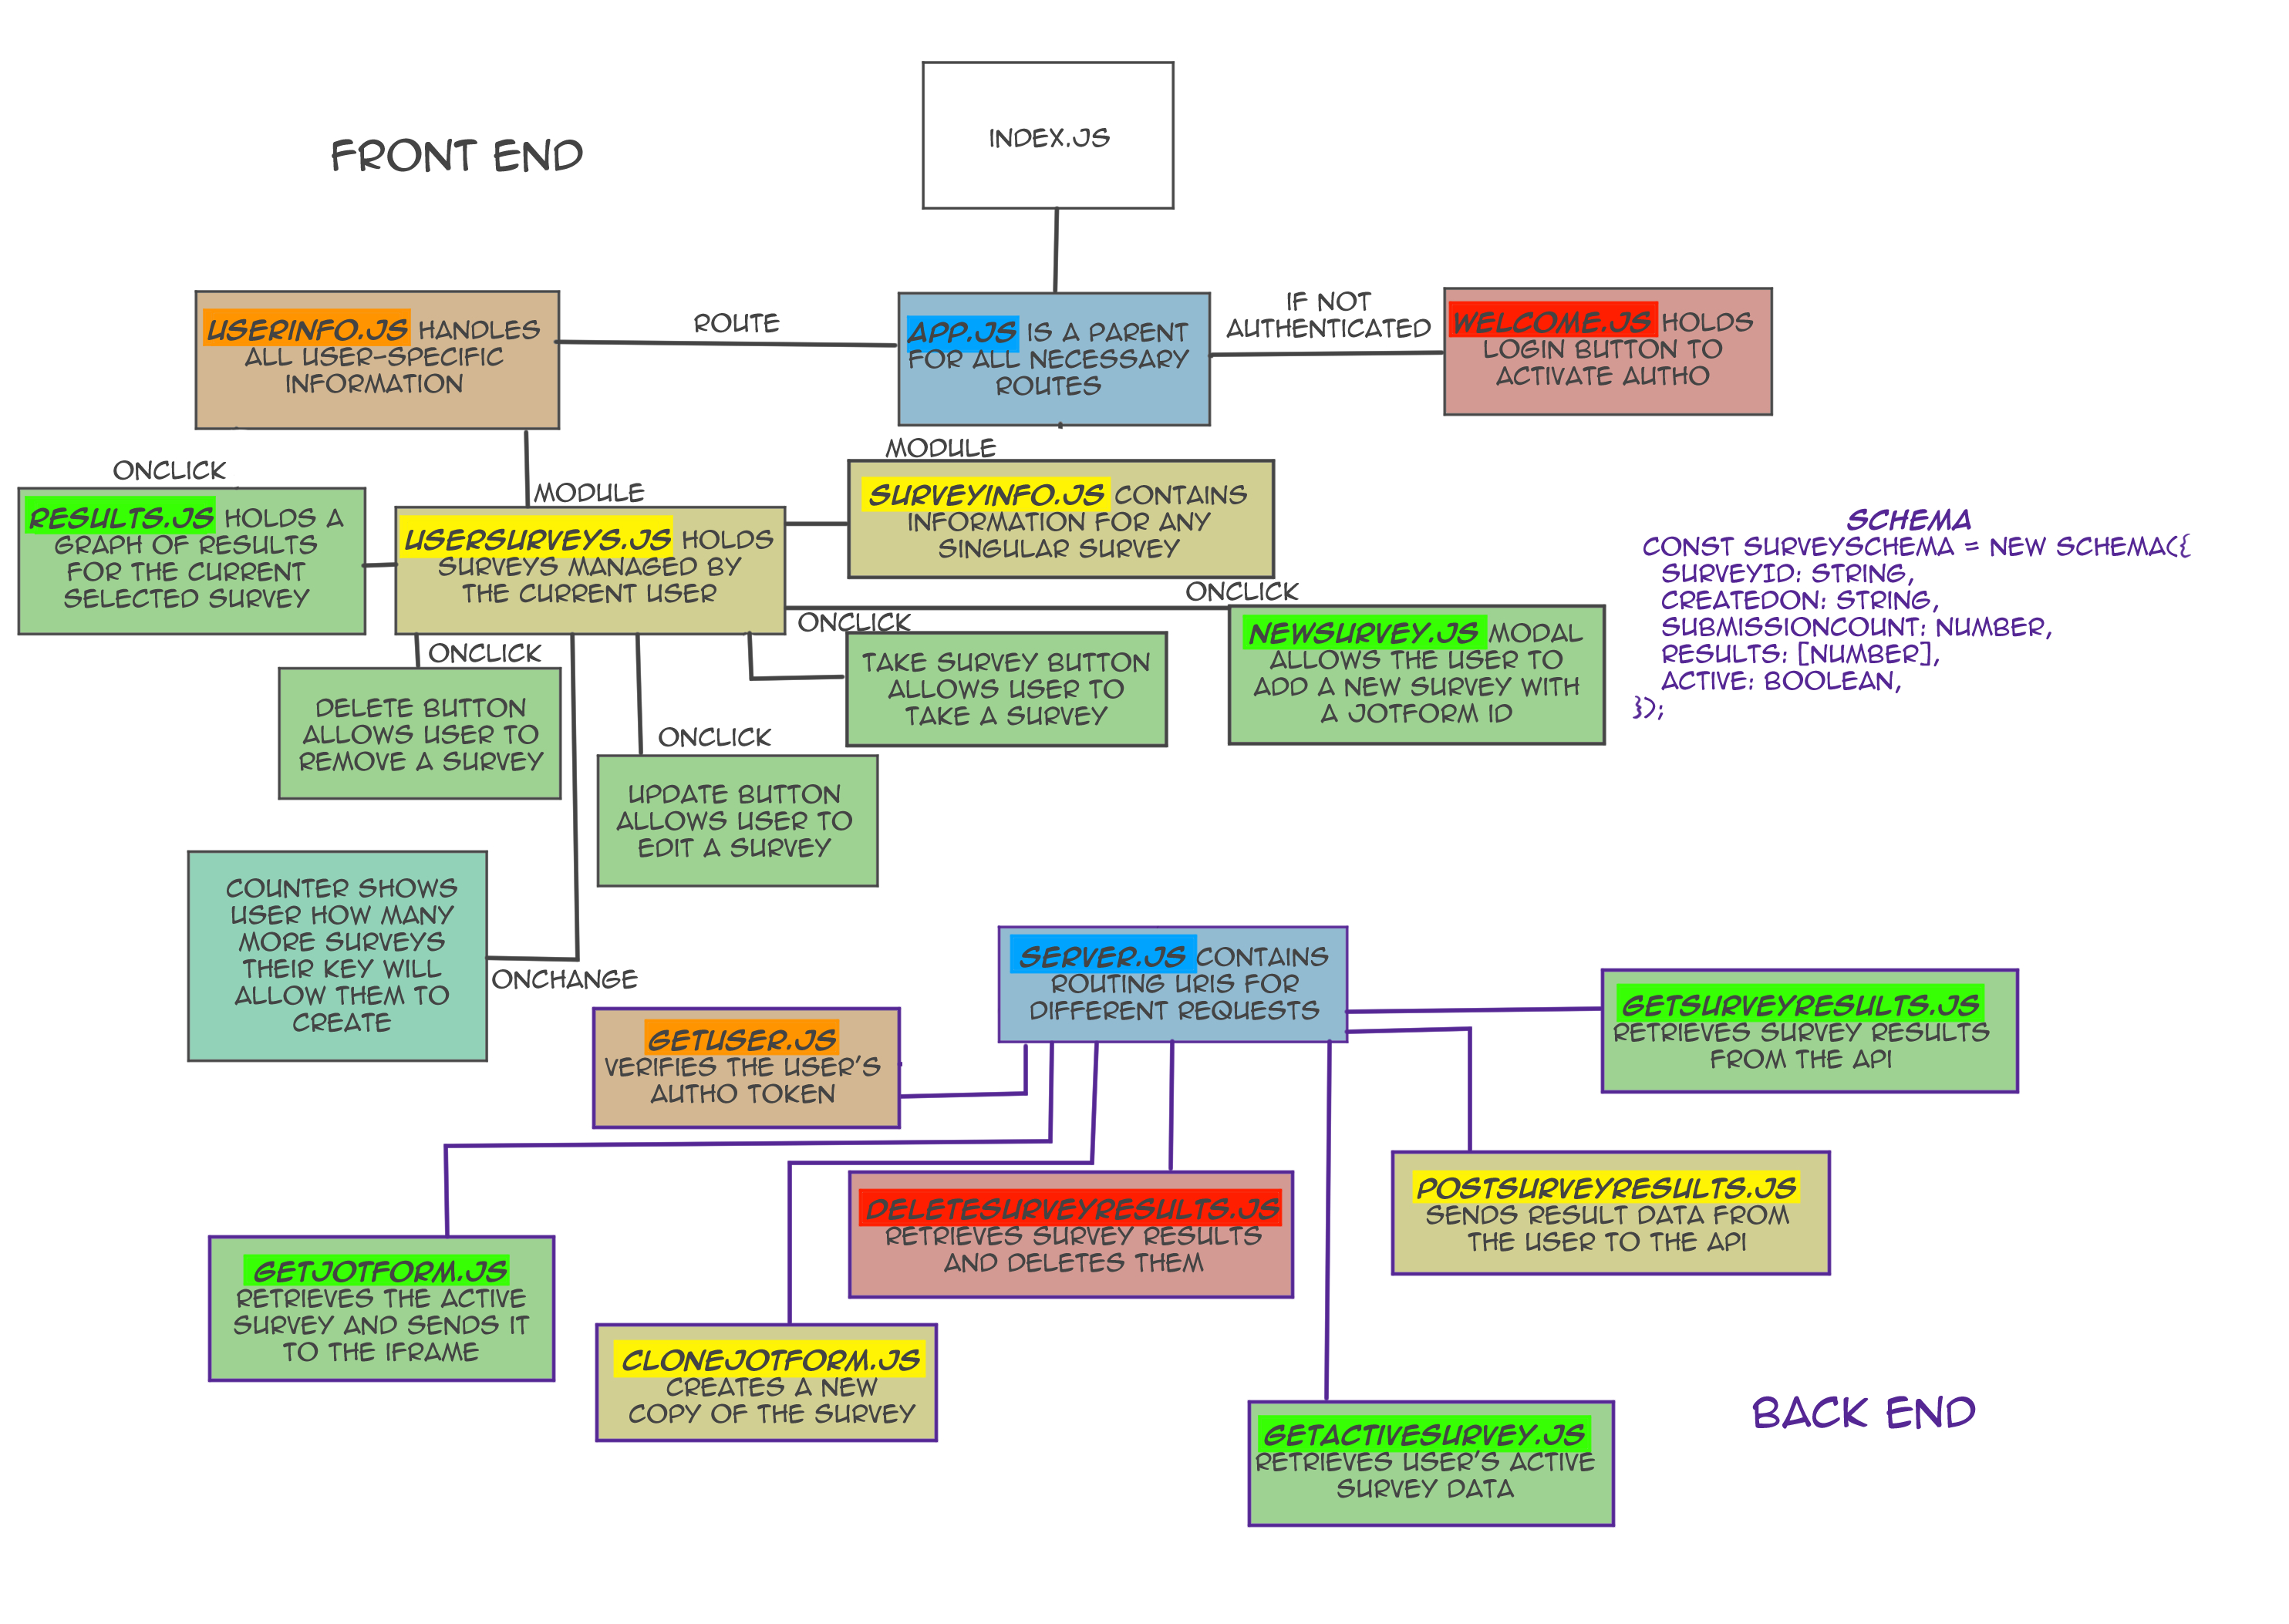 FRONT END
INDEX.JS
USERINFO.JS HANDLES
ALL USER-SPECIFIC
INFORMATION
ROUTE
APP.JS IS A PARENT
FOR ALL NECESSARY
ROUTES
IF NOT
AUTHENTICATED
WELCOME.JS HOLDS
LOGIN BUTTON TO
ACTIVATE AUTHO
ONCLICK
RESULTS.JS HOLDS A
GRAPH OF RESULTS
FOR THE CURRENT
SELECTED SURVEY
MODULE
USERSURVEYS.JS HOLDS
SURVEYS MANAGED BY
THE CURRENT USER
MODULE
SURVEYINFO.JS CONTAINS
INFORMATION FOR ANY
SINGULAR SURVEY
ONCLICK
NEWSURVEY.JS MODAL
ALLOWS THE USER TO
ADD A NEW SURVEY WITH
A JOTFORM ID
ONCLICK
TAKE SURVEY BUTTON
ALLOWS USER TO
TAKE A SURVEY
ONCLICK
DELETE BUTTON
ALLOWS USER TO
REMOVE A SURVEY
ONCLICK
UPDATE BUTTON
ALLOWS USER TO
EDIT A SURVEY
COUNTER SHOWS
USER HOW MANY
MORE SURVEYS
THEIR KEY WILL
ALLOW THEM TO
CREATE
ONCHANGE
SCHEMA
CONST SURVEYSCHEMA = NEW SCHEMA({
SURVEYID: STRING,
CREATEDON: STRING,
SUBMISSIONCOUNT: NUMBER,
RESULTS: [NUMBER],
ACTIVE: BOOLEAN,
});
SERVER.JS CONTAINS
ROUTING URIS FOR
DIFFERENT REQUESTS
GETUSER.JS
VERIFIES THE USER'S
AUTHO TOKEN
GETSURVEYRESULTS.JS
RETRIEVES SURVEY RESULTS
FROM THE API
POSTSURVEYRESULTS.JS
SENDS RESULT DATA FROM
THE USER TO THE API
DELETESURVEYRESULTS.JS
RETRIEVES SURVEY RESULTS
AND DELETES THEM
GETJOTFORM.JS
RETRIEVES THE ACTIVE
SURVEY AND SENDS IT
TO THE IFRAME
CLONEJOTFORM.JS
CREATES A NEW
COPY OF THE SURVEY
GETACTIVESURVEY.JS
RETRIEVES USER'S ACTIVE
SURVEY DATA
BACK END